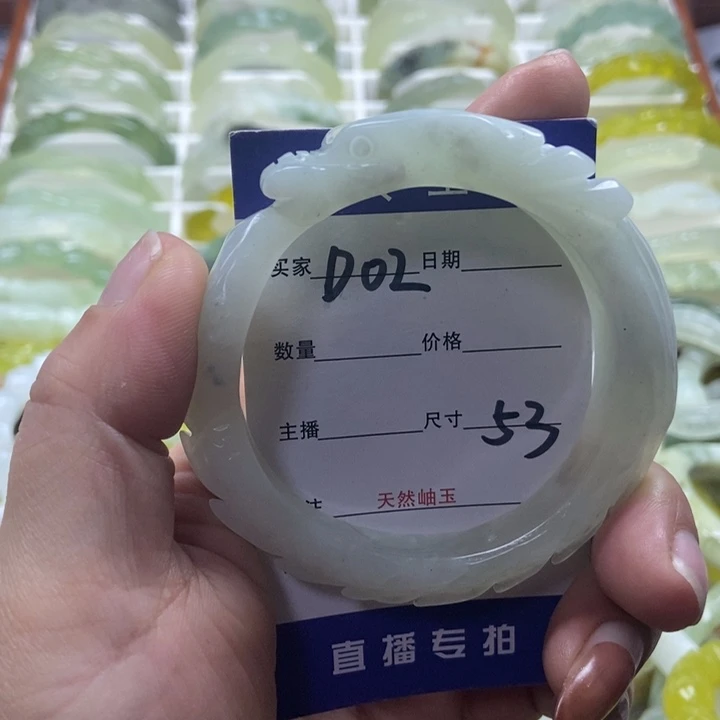 买家 D02 日期
数量 价格
主播 尺寸 53
天然岫玉
直播专拍